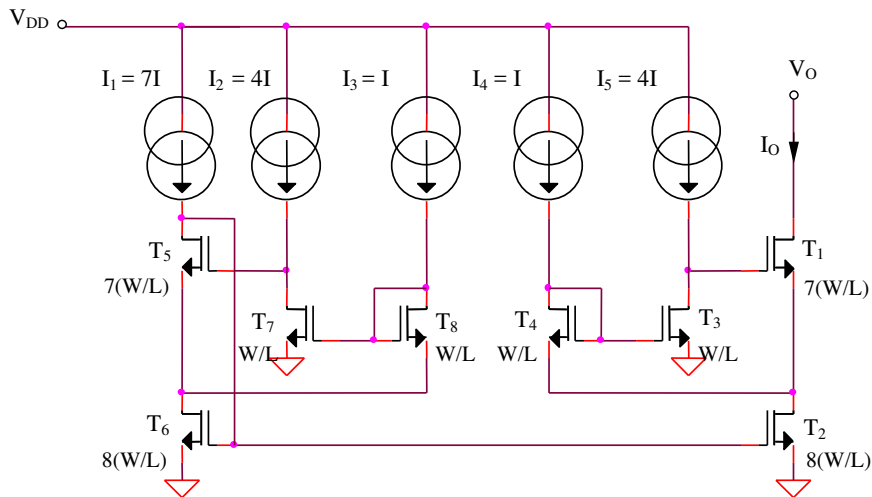 V_DD
I_1 = 7I
I_2 = 4I
I_3 = I
I_4 = I
I_5 = 4I
V_O
I_O
T_5
7(W/L)
T_7
W/L
T_8
W/L
T_4
W/L
T_3
W/L
T_1
7(W/L)
T_6
8(W/L)
T_2
8(W/L)